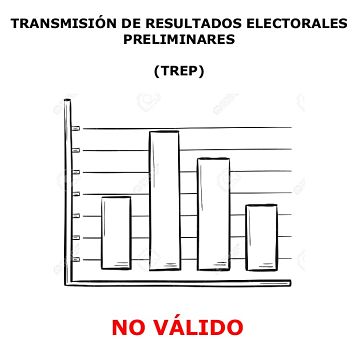 TRANSMISIÓN DE RESULTADOS ELECTORALES
PRELIMINARES
(TREP)
NO VÁLIDO